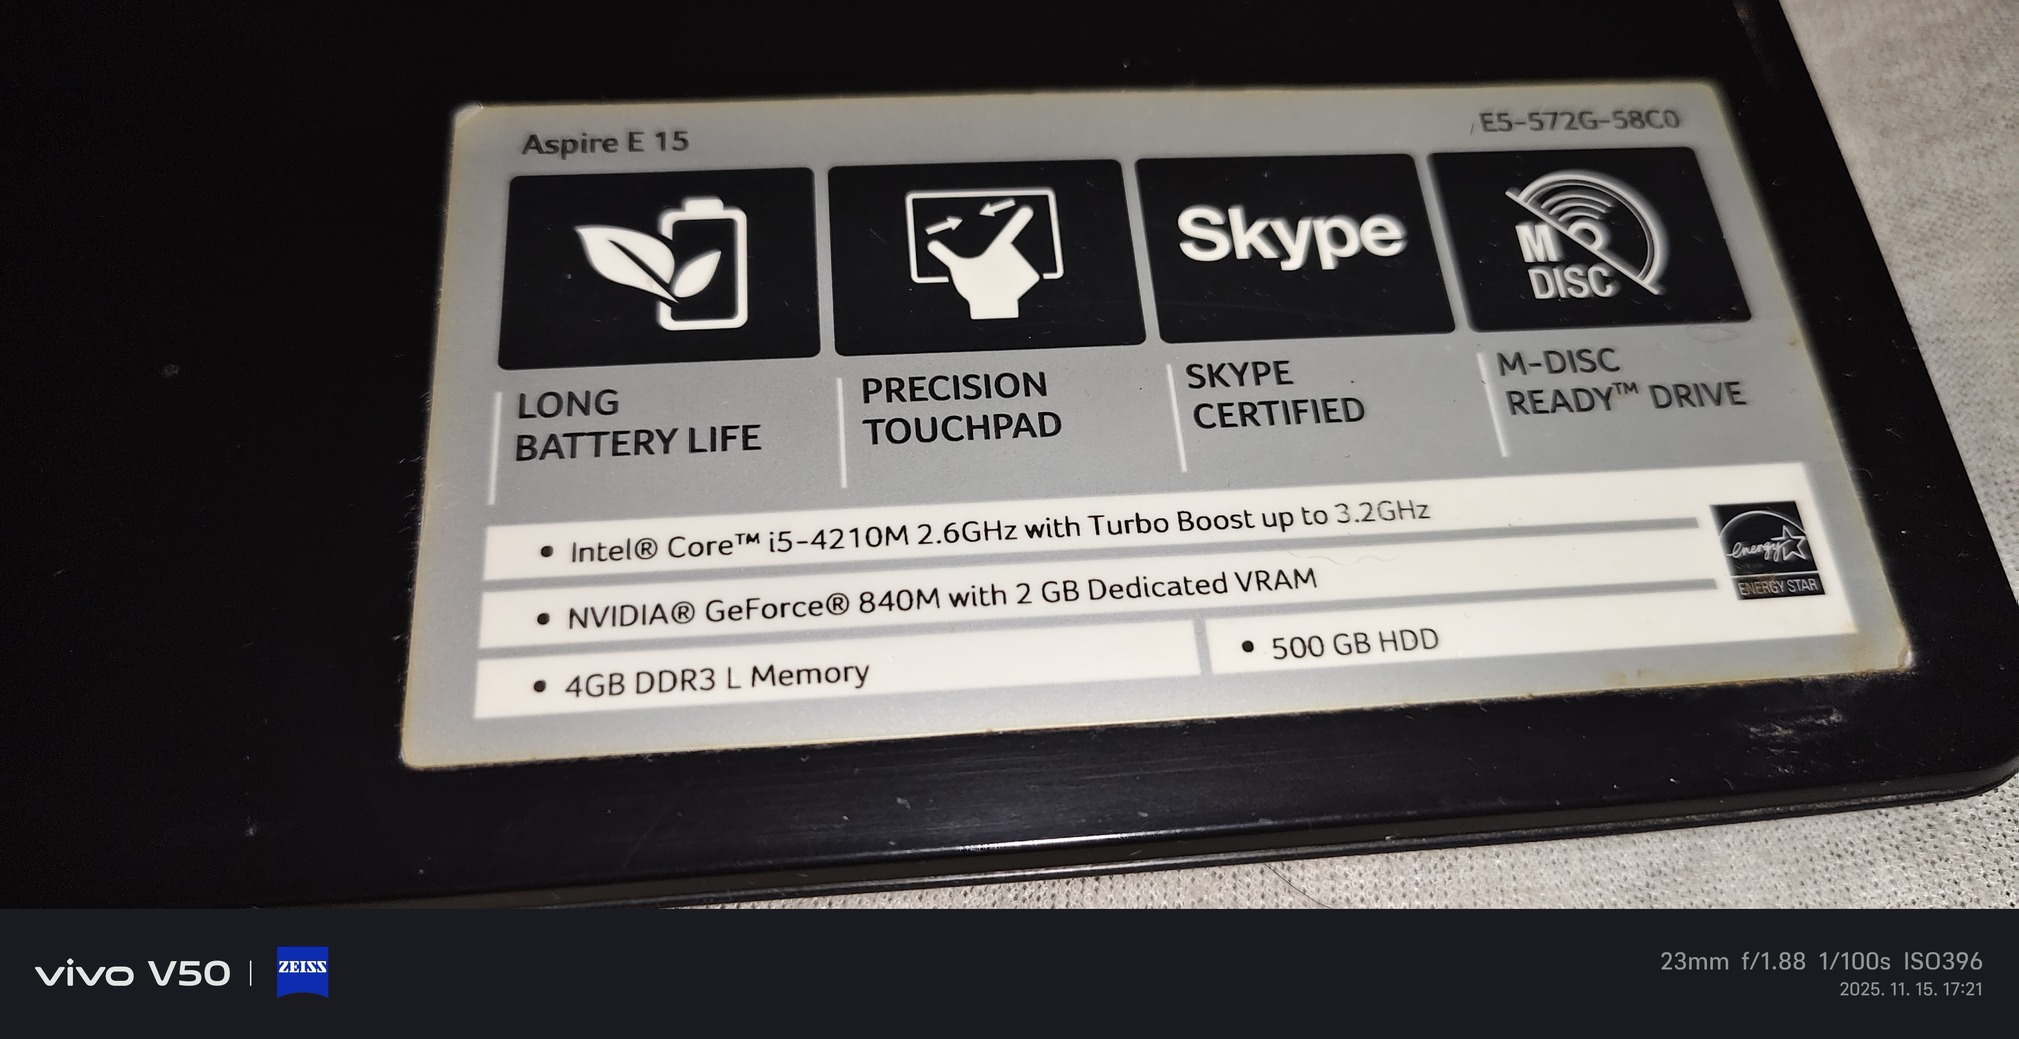 Aspire E 15
E5-572G-58C0
Skype
M
DISC
LONG
BATTERY LIFE
PRECISION
TOUCHPAD
SKYPE
CERTIFIED
M-DISC
READY™ DRIVE
• Intel® Core™ i5-4210M 2.6GHz with Turbo Boost up to 3.2GHz
• NVIDIA® GeForce® 840M with 2 GB Dedicated VRAM
• 4GB DDR3 L Memory
• 500 GB HDD
energy
ENERGY STAR
vivo V50 | ZEISS
23mm f/1.88 1/100s ISO396
2025. 11. 15. 17:21